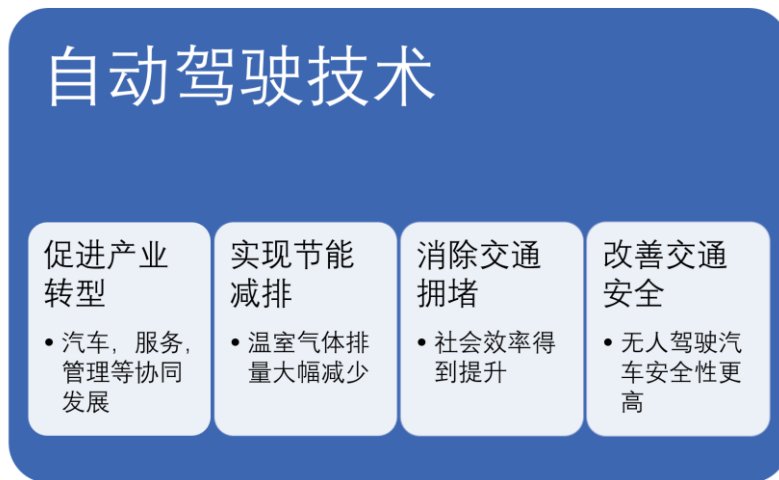 自动驾驶技术
促进产业
转型
• 汽车，服务，
管理等协同
发展
实现节能
减排
• 温室气体排
量大幅减少
消除交通
拥堵
• 社会效率得
到提升
改善交通
安全
• 无人驾驶汽
车安全性更
高